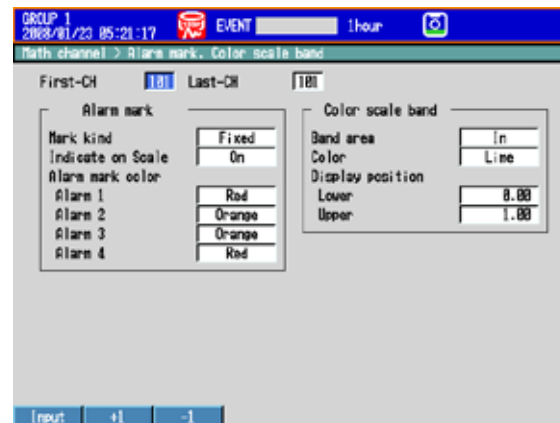 GROUP 1
2008/01/23 05:21:17 EVENT 1hour
Math channel > Alarm mark, Color scale band
First-CH 101 Last-CH 101
Alarm mark
Mark kind Fixed
Indicate on Scale On
Alarm mark color
Alarm 1 Red
Alarm 2 Orange
Alarm 3 Orange
Alarm 4 Red
Color scale band
Band area In
Color Lime
Display position
Lower 0.00
Upper 1.00
Input +1 -1